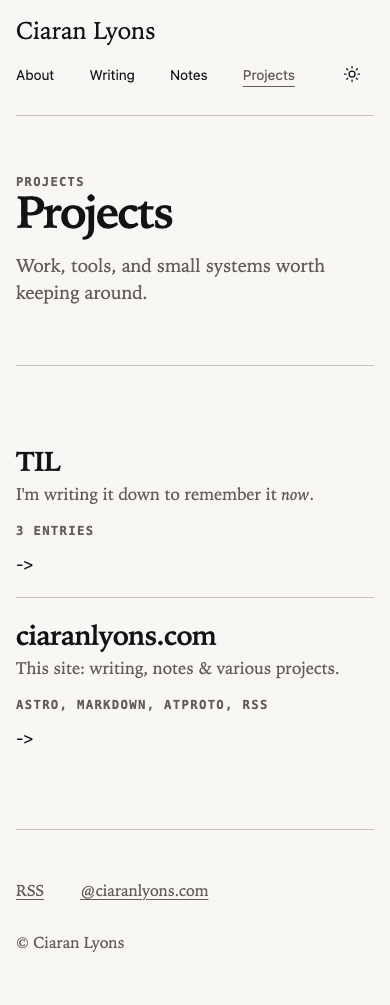 Ciaran Lyons
About Writing Notes Projects
PROJECTS
Projects
Work, tools, and small systems worth
keeping around.
TIL
I'm writing it down to remember it now.
3 ENTRIES
->
ciaranlyons.com
This site: writing, notes & various projects.
ASTRO, MARKDOWN, ATPROTO, RSS
->
RSS @ciaranlyons.com
© Ciaran Lyons